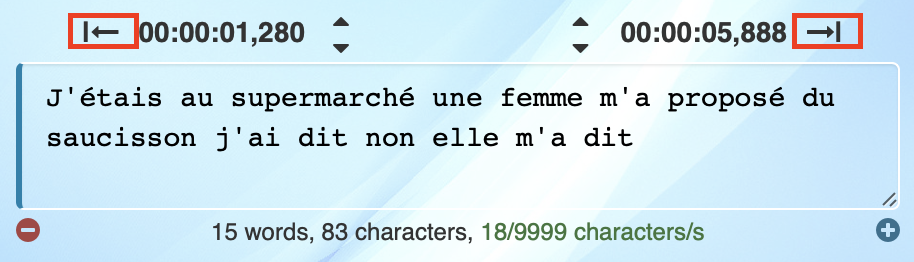 00:00:01,280 00:00:05,888
J'étais au supermarché une femme m'a proposé du
saucisson j'ai dit non elle m'a dit
15 words, 83 characters, 18/9999 characters/s